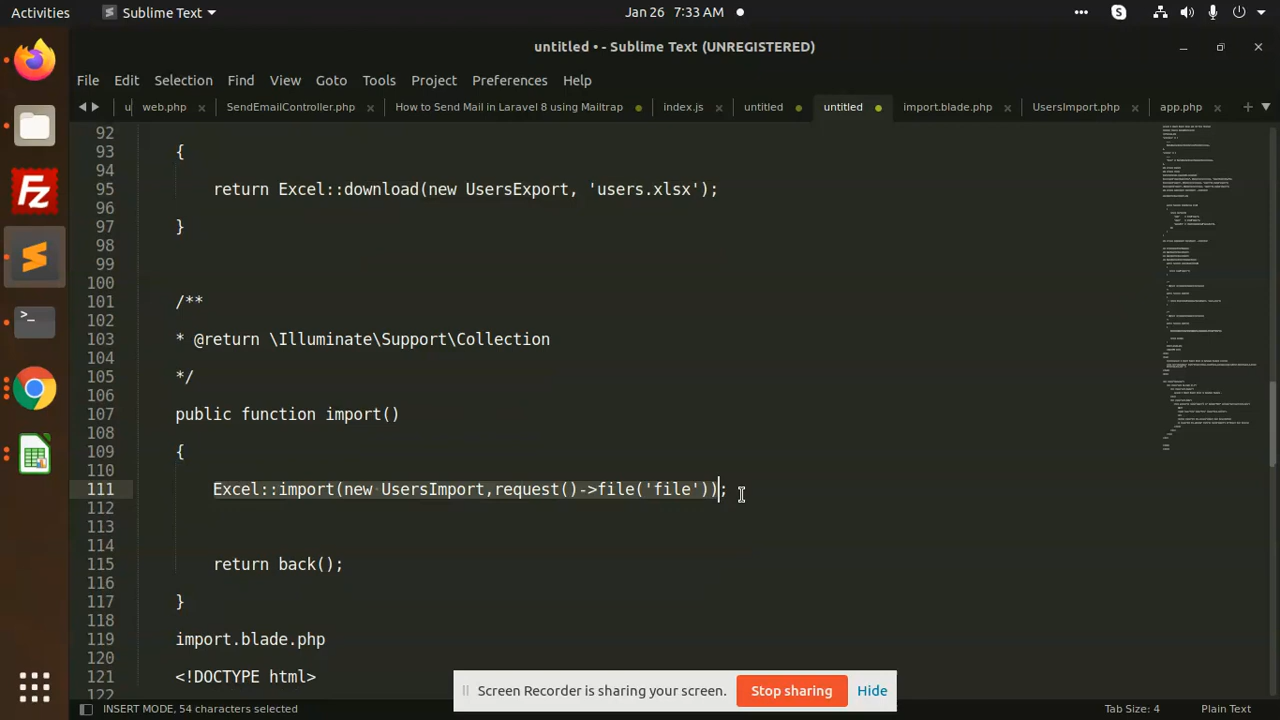 Activities
Sublime Text
Jan 26 7:33 AM
untitled • - Sublime Text (UNREGISTERED)
File Edit Selection Find View Goto Tools Project Preferences Help
u web.php SendEmailController.php How to Send Mail in Laravel 8 using Mailtrap index.js untitled untitled import.blade.php UsersImport.php app.php
92
93 {
94
95 return Excel::download(new UsersExport, 'users.xlsx');
96
97 }
98
99
100
101 /**
102
103 * @return \Illuminate\Support\Collection
104
105 */
106
107 public function import()
108
109 {
110
111 Excel::import(new UsersImport,request()->file('file'));
112
113
114
115 return back();
116
117 }
118
119 import.blade.php
120
121 <!DOCTYPE html>
122
Screen Recorder is sharing your screen. Stop sharing Hide
INSERT MODE, 54 characters selected
Tab Size: 4
Plain Text